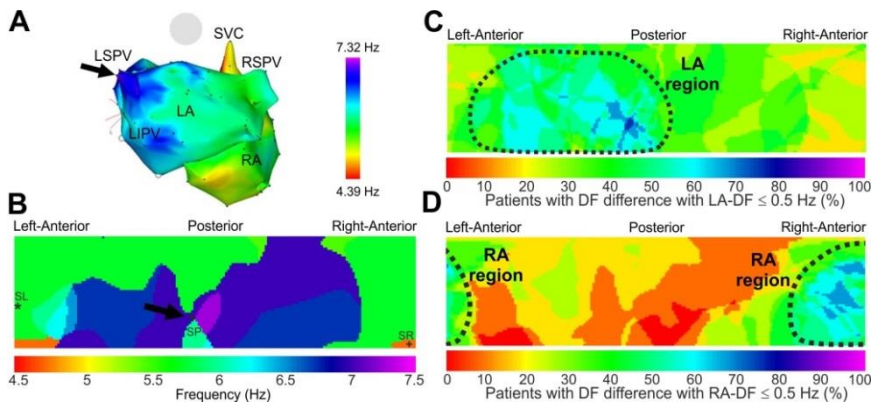 A
SVC
LSPV
RSPV
LA
LIPV
RA
7.32 Hz
4.39 Hz
B
Left-Anterior Posterior Right-Anterior
SL
*
SP
SR
+
4.5 5 5.5 6 6.5 7 7.5
Frequency (Hz)
C
Left-Anterior Posterior Right-Anterior
LA
region
0 10 20 30 40 50 60 70 80 90 100
Patients with DF difference with LA-DF ≤ 0.5 Hz (%)
D
Left-Anterior Posterior Right-Anterior
RA
region
RA
region
0 10 20 30 40 50 60 70 80 90 100
Patients with DF difference with RA-DF ≤ 0.5 Hz (%)